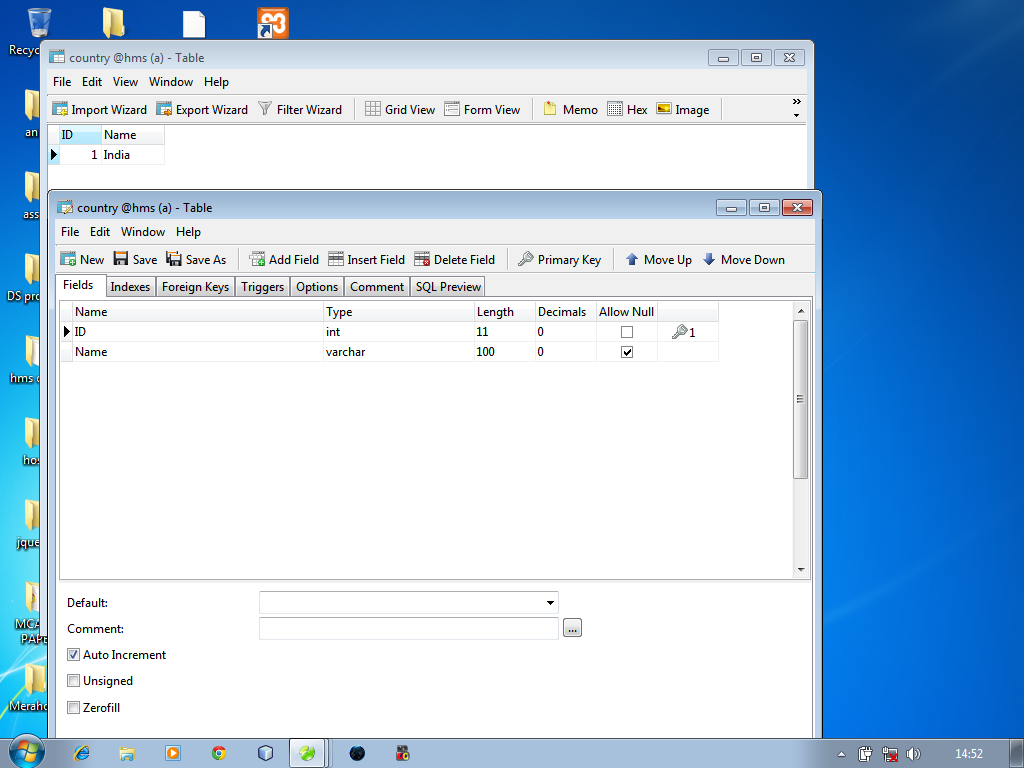 Recyc
country @hms (a) - Table
File Edit View Window Help
Import Wizard Export Wizard Filter Wizard Grid View Form View Memo Hex Image
ID Name
1 India
an
ass
DS pro
hms
hos
jque
MCA
PAPE
Meraho
country @hms (a) - Table
File Edit Window Help
New Save Save As Add Field Insert Field Delete Field Primary Key Move Up Move Down
Fields Indexes Foreign Keys Triggers Options Comment SQL Preview
Name Type Length Decimals Allow Null
ID int 11 0 1
Name varchar 100 0
Default:
Comment:
...
Auto Increment
Unsigned
Zerofill
14:52